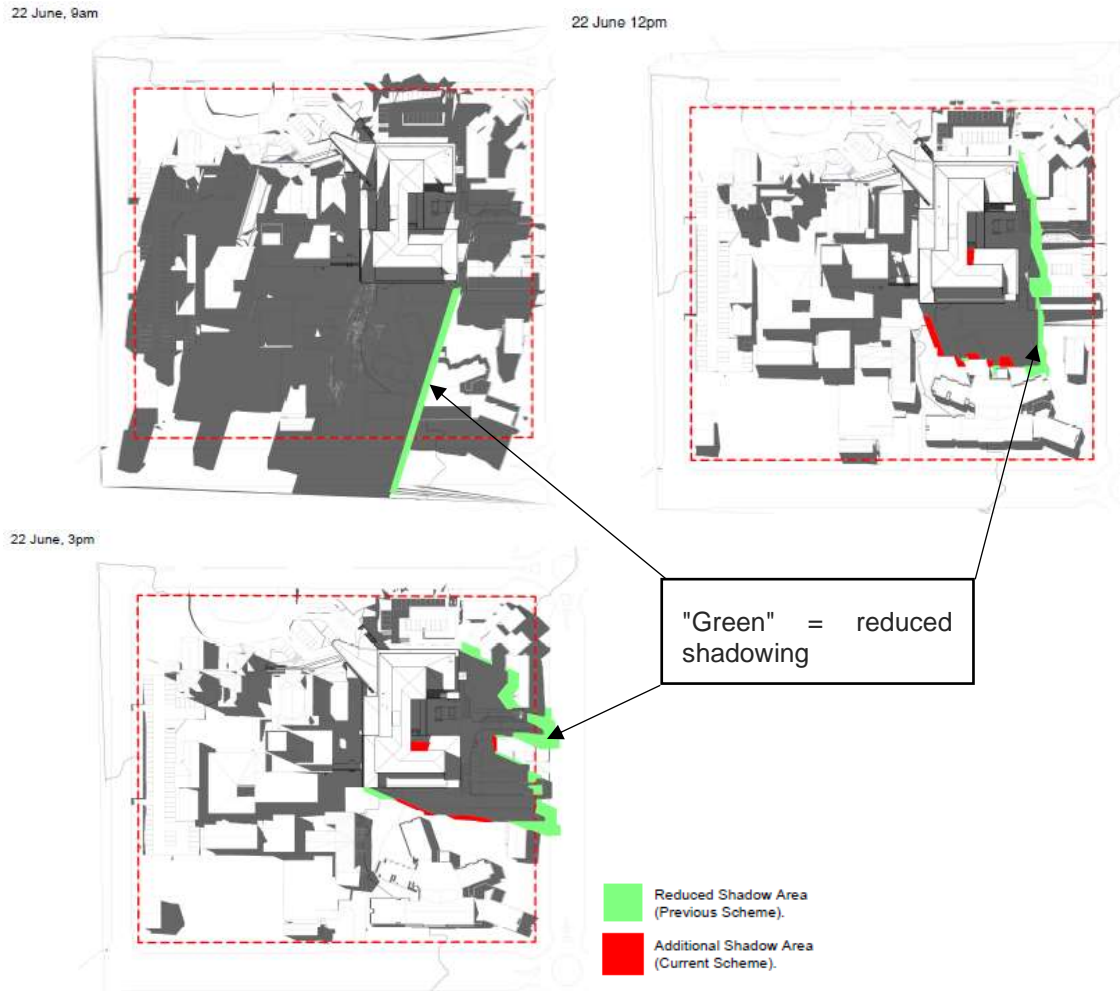 22 June, 9am
22 June 12pm
22 June, 3pm
"Green" = reduced
shadowing
Reduced Shadow Area
(Previous Scheme).
Additional Shadow Area
(Current Scheme).